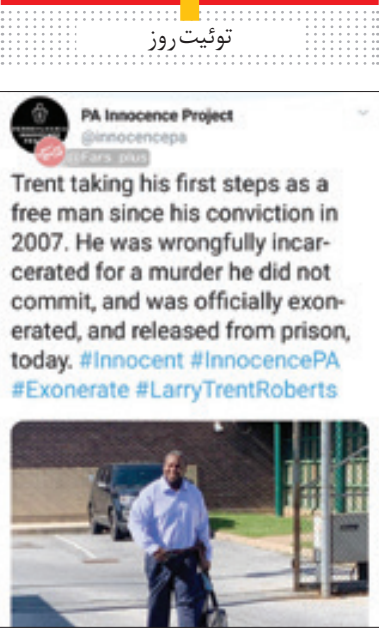 توئیت روز
PA Innocence Project
@innocencepa
Fars plus
Trent taking his first steps as a
free man since his conviction in
2007. He was wrongfully incar-
cerated for a murder he did not
commit, and was officially exon-
erated, and released from prison,
today. #Innocent #InnocencePA
#Exonerate #LarryTrentRoberts